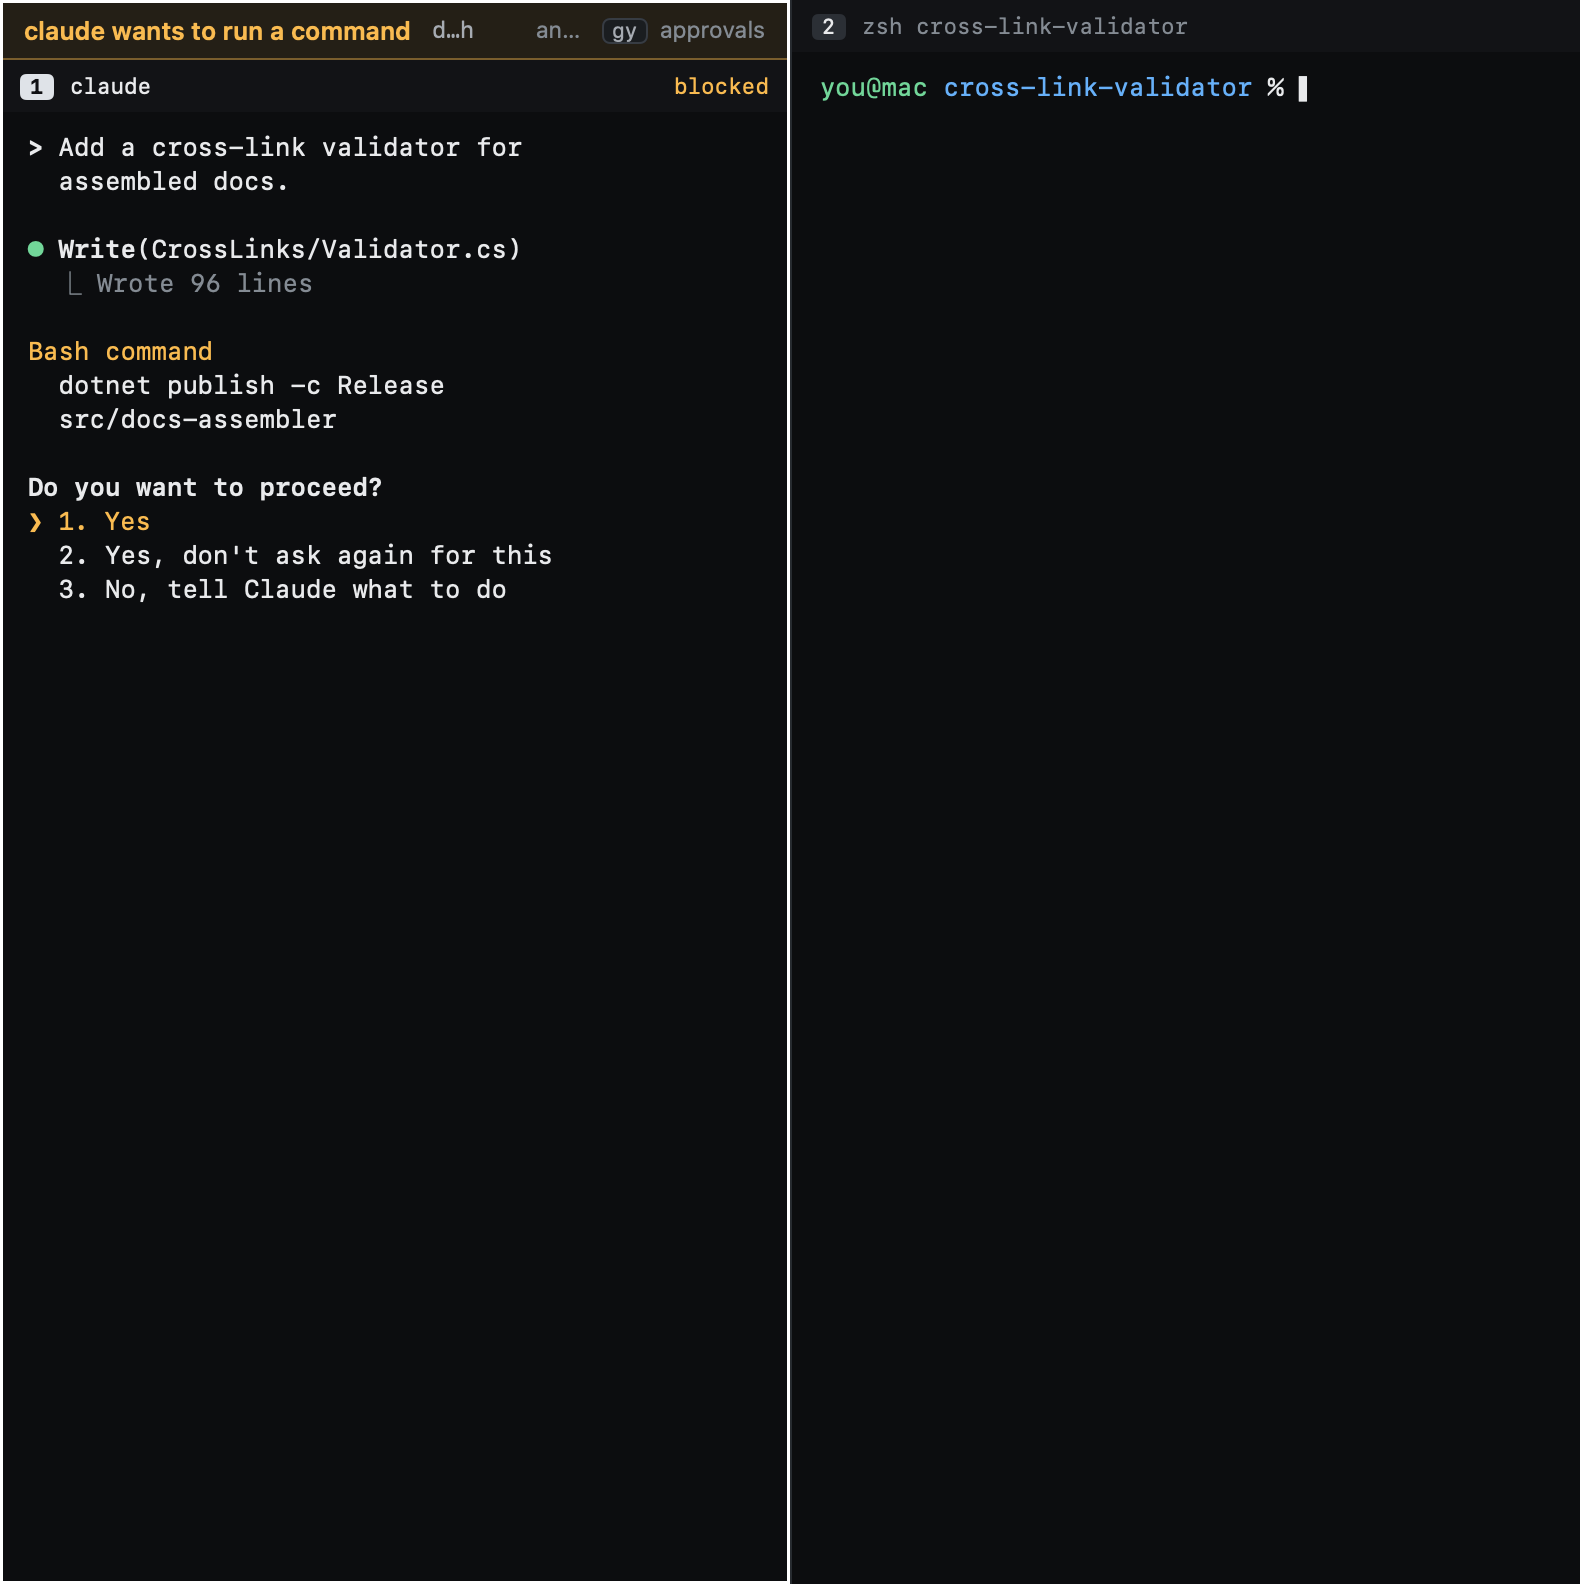 claude wants to run a command d…h an… gy approvals
1 claude blocked
> Add a cross-link validator for
assembled docs.
Write(CrossLinks/Validator.cs)
Wrote 96 lines
Bash command
dotnet publish -c Release
src/docs-assembler
Do you want to proceed?
❯ 1. Yes
2. Yes, don't ask again for this
3. No, tell Claude what to do
2 zsh cross-link-validator
you@mac cross-link-validator %